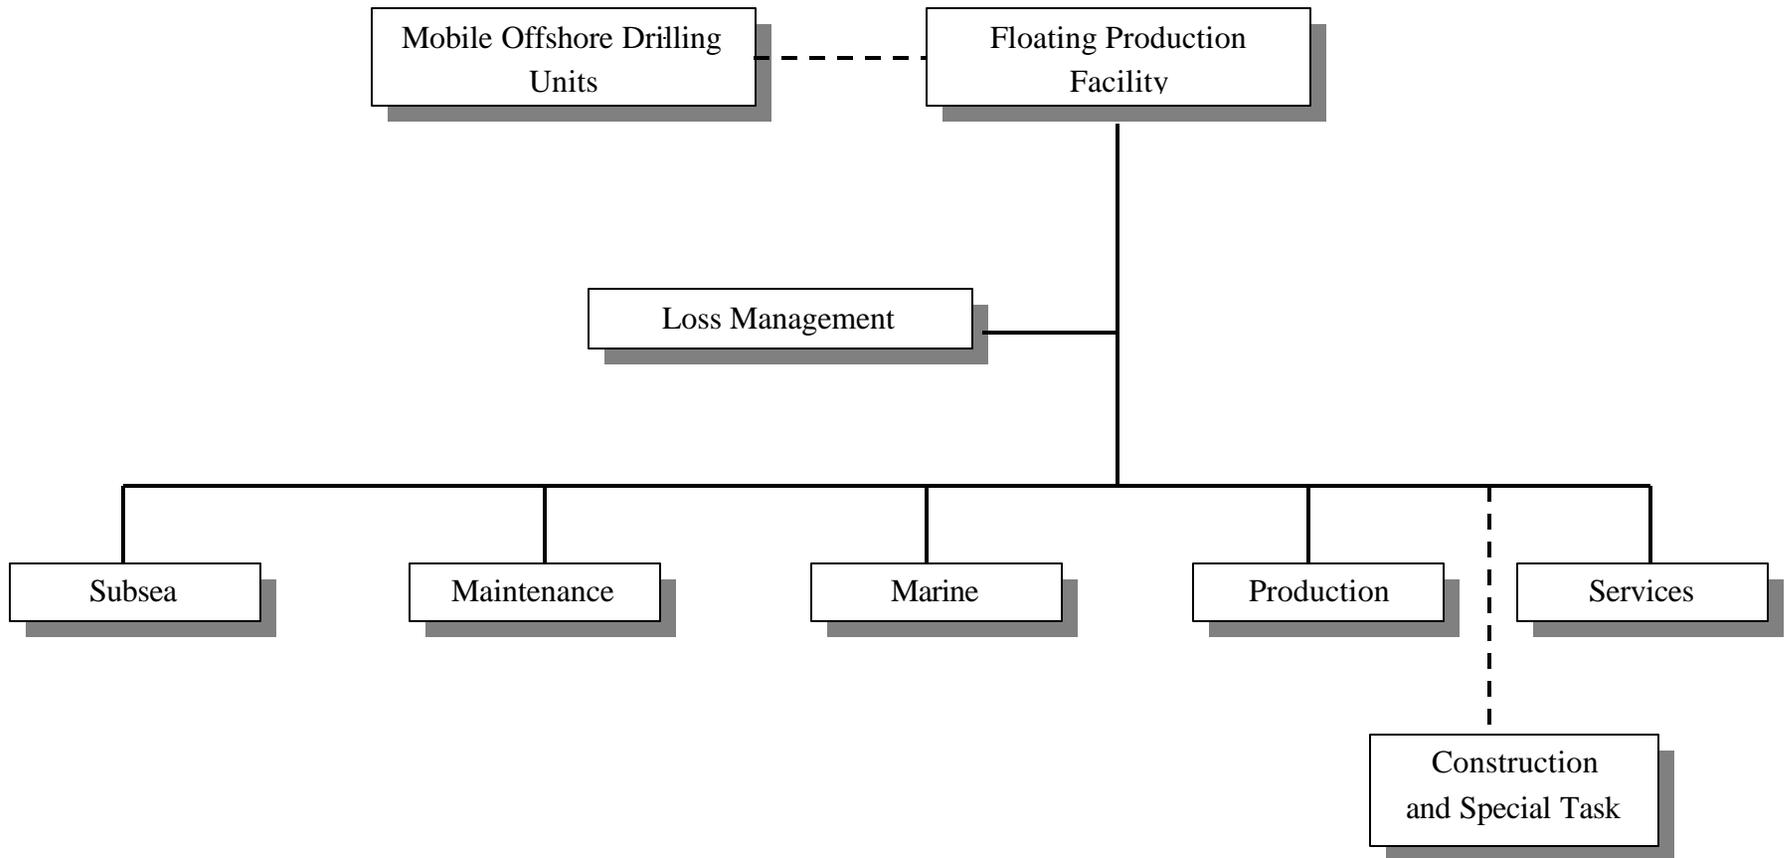 Mobile Offshore Drilling
Units
Floating Production
Facility
Loss Management
Subsea
Maintenance
Marine
Production
Services
Construction
and Special Task